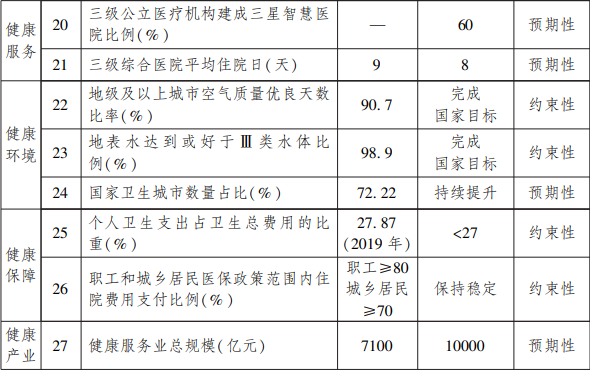 健康
服务
20
三级公立医疗机构建成三星智慧医
院比例(%)
—
60
预期性
21
三级综合医院平均住院日(天)
9
8
预期性
健康
环境
22
地级及以上城市空气质量优良天数
比率(%)
90.7
完成
国家目标
约束性
23
地表水达到或好于Ⅲ类水体比
例(%)
98.9
完成
国家目标
约束性
24
国家卫生城市数量占比(%)
72.22
持续提升
预期性
健康
保障
25
个人卫生支出占卫生总费用的比
重(%)
27.87
(2019年)
<27
约束性
26
职工和城乡居民医保政策范围内住
院费用支付比例(%)
职工≥80
城乡居民
≥70
保持稳定
约束性
健康
产业
27
健康服务业总规模(亿元)
7100
10000
预期性